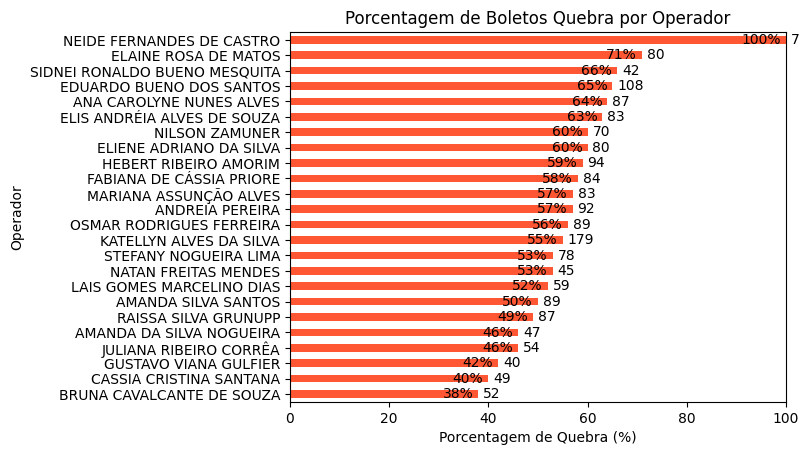 Porcentagem de Boletos Quebra por Operador
NEIDE FERNANDES DE CASTRO 100% 7
ELAINE ROSA DE MATOS 71% 80
SIDNEI RONALDO BUENO MESQUITA 66% 42
EDUARDO BUENO DOS SANTOS 65% 108
ANA CAROLYNE NUNES ALVES 64% 87
ELIS ANDRÉIA ALVES DE SOUZA 63% 83
NILSON ZAMUNER 60% 70
ELIENE ADRIANO DA SILVA 60% 80
HEBERT RIBEIRO AMORIM 59% 94
FABIANA DE CÁSSIA PRIORE 58% 84
MARIANA ASSUNÇÃO ALVES 57% 83
ANDREIA PEREIRA 57% 92
OSMAR RODRIGUES FERREIRA 56% 89
KATELLYN ALVES DA SILVA 55% 179
STEFANY NOGUEIRA LIMA 53% 78
NATAN FREITAS MENDES 53% 45
LAIS GOMES MARCELINO DIAS 52% 59
AMANDA SILVA SANTOS 50% 89
RAISSA SILVA GRUNUPP 49% 87
AMANDA DA SILVA NOGUEIRA 46% 47
JULIANA RIBEIRO CORRÊA 46% 54
GUSTAVO VIANA GULFIER 42% 40
CASSIA CRISTINA SANTANA 40% 49
BRUNA CAVALCANTE DE SOUZA 38% 52
Operador
0 20 40 60 80 100
Porcentagem de Quebra (%)